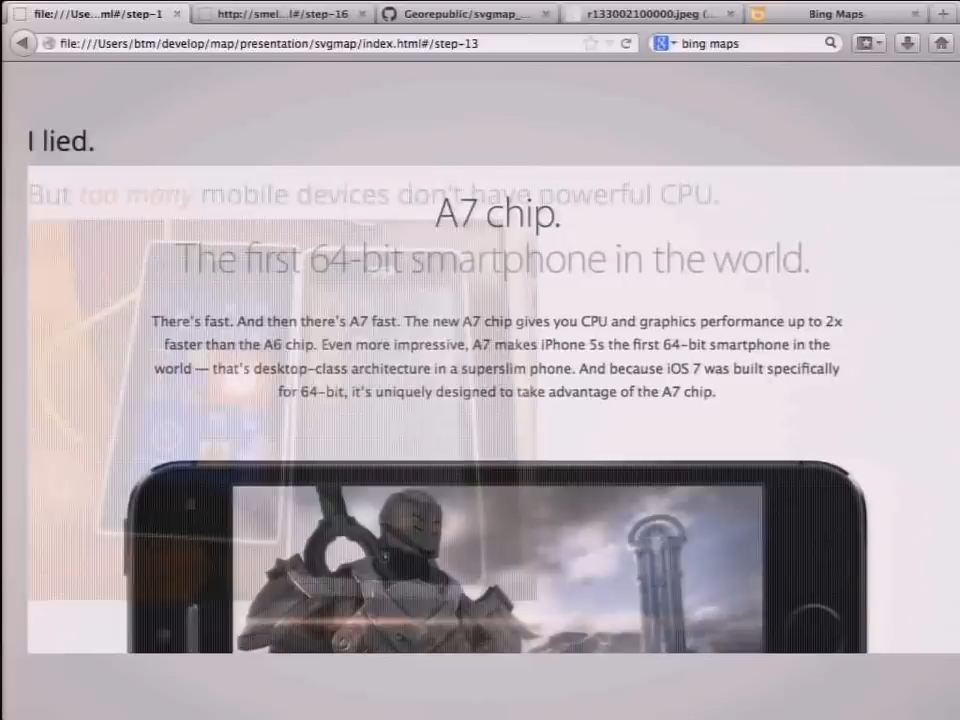 file:///Use...ml#/step-1
http://smel...l#/step-16
Georepublic/svgmap_...
r133002100000.jpeg (...
Bing Maps
file:///Users/btm/develop/map/presentation/svgmap/index.html#/step-13
bing maps
I lied.
But too many mobile devices don't have powerful CPU.
A7 chip.
The first 64-bit smartphone in the world.
There's fast. And then there's A7 fast. The new A7 chip gives you CPU and graphics performance up to 2x
faster than the A6 chip. Even more impressive, A7 makes iPhone 5s the first 64-bit smartphone in the
world — that's desktop-class architecture in a superslim phone. And because iOS 7 was built specifically
for 64-bit, it's uniquely designed to take advantage of the A7 chip.